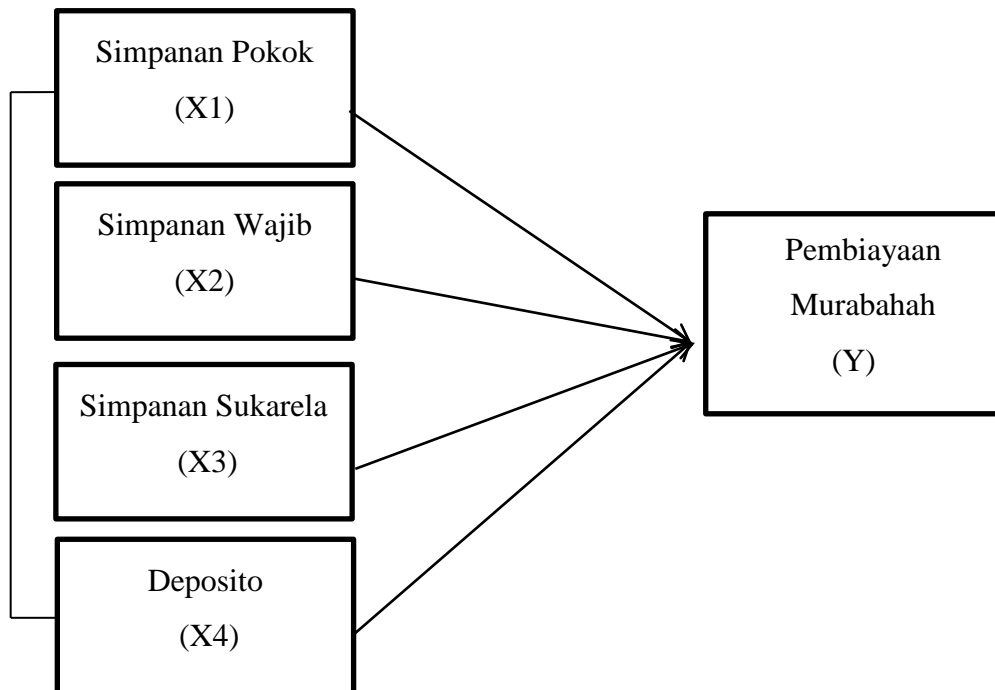 Simpanan Pokok
(X1)
Simpanan Wajib
(X2)
Simpanan Sukarela
(X3)
Deposito
(X4)
Pembiayaan
Murabahah
(Y)